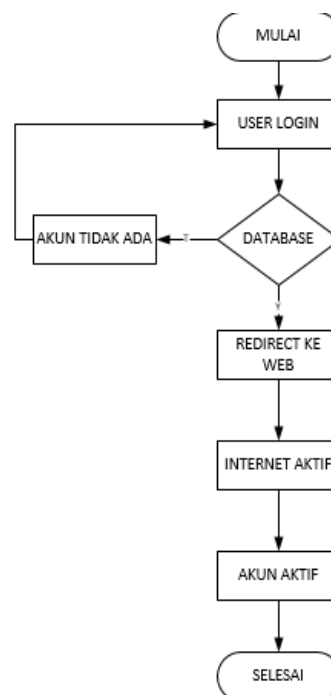 MULAI
USER LOGIN
AKUN TIDAK ADA
T
DATABASE
Y
REDIRECT KE
WEB
INTERNET AKTIF
AKUN AKTIF
SELESAI